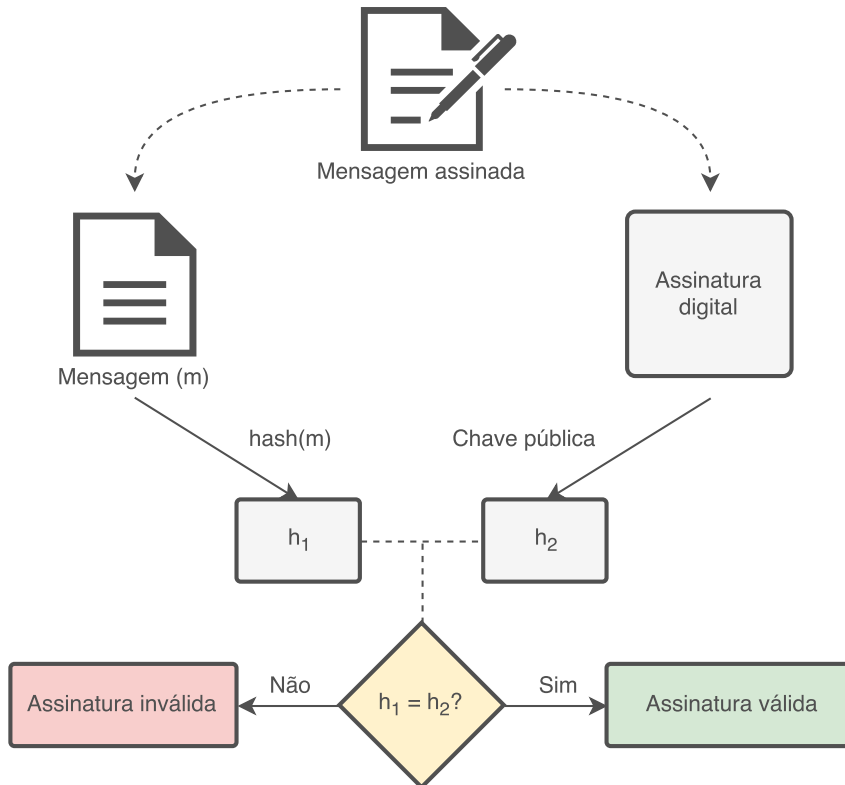 Mensagem assinada
Assinatura
digital
Mensagem (m)
hash(m)
Chave pública
h₁
h₂
Não
Sim
Assinatura inválida
h₁ = h₂?
Assinatura válida